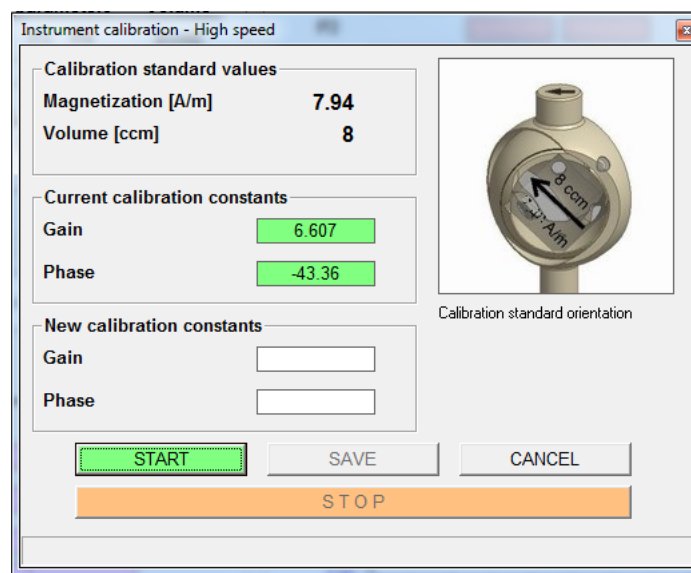 Instrument calibration - High speed
Calibration standard values
Magnetization [A/m] 7.94
Volume [ccm] 8
Current calibration constants
Gain 6.607
Phase -43.36
New calibration constants
Gain
Phase
8 ccm
A/m
Calibration standard orientation
START SAVE CANCEL
STOP